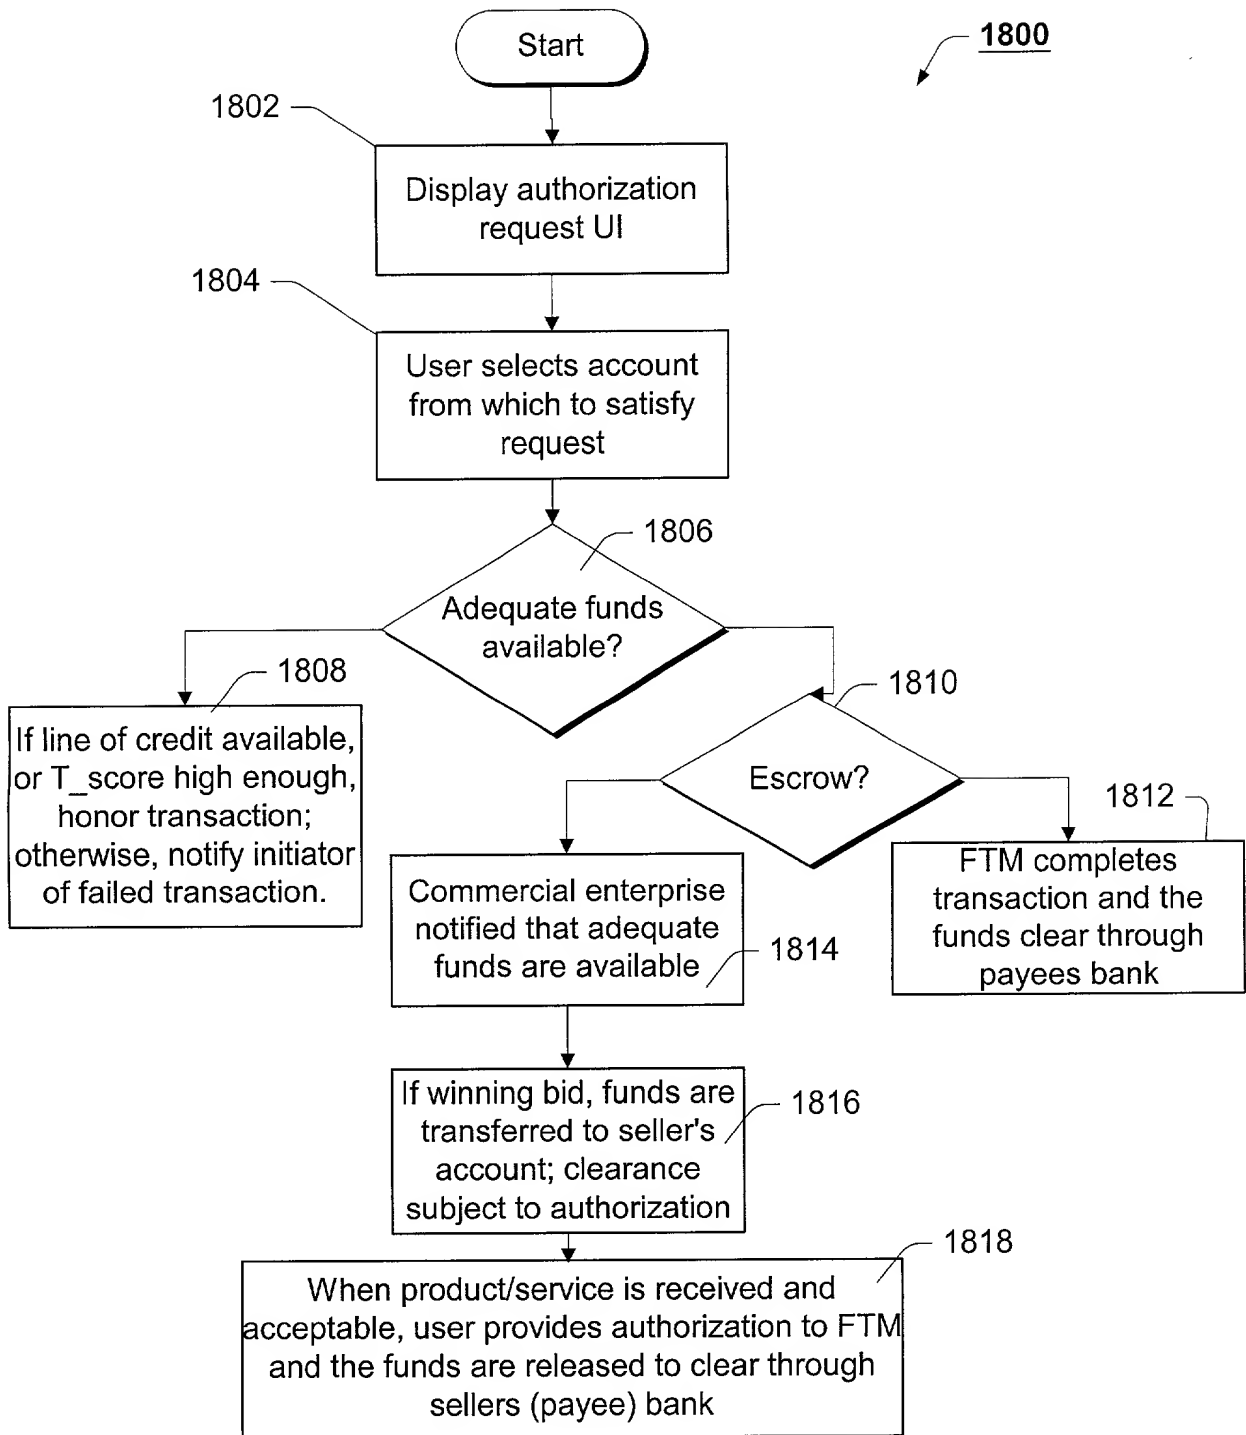 Start
1800
1802
Display authorization
request UI
1804
User selects account
from which to satisfy
request
1806
Adequate funds
available?
1808
If line of credit available,
or T_score high enough,
honor transaction;
otherwise, notify initiator
of failed transaction.
1810
Escrow?
1812
FTM completes
transaction and the
funds clear through
payees bank
Commercial enterprise
notified that adequate
funds are available
1814
If winning bid, funds are
transferred to seller's
account; clearance
subject to authorization
1816
1818
When product/service is received and
acceptable, user provides authorization to FTM
and the funds are released to clear through
sellers (payee) bank